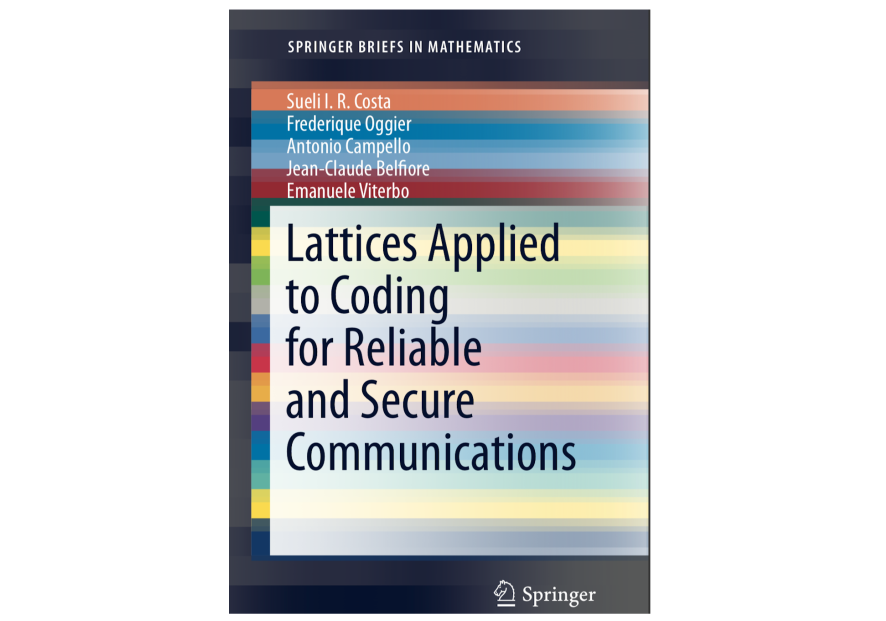 SPRINGER BRIEFS IN MATHEMATICS
Sueli I. R. Costa
Frederique Oggier
Antonio Campello
Jean-Claude Belfiore
Emanuele Viterbo
Lattices Applied
to Coding
for Reliable
and Secure
Communications
Springer